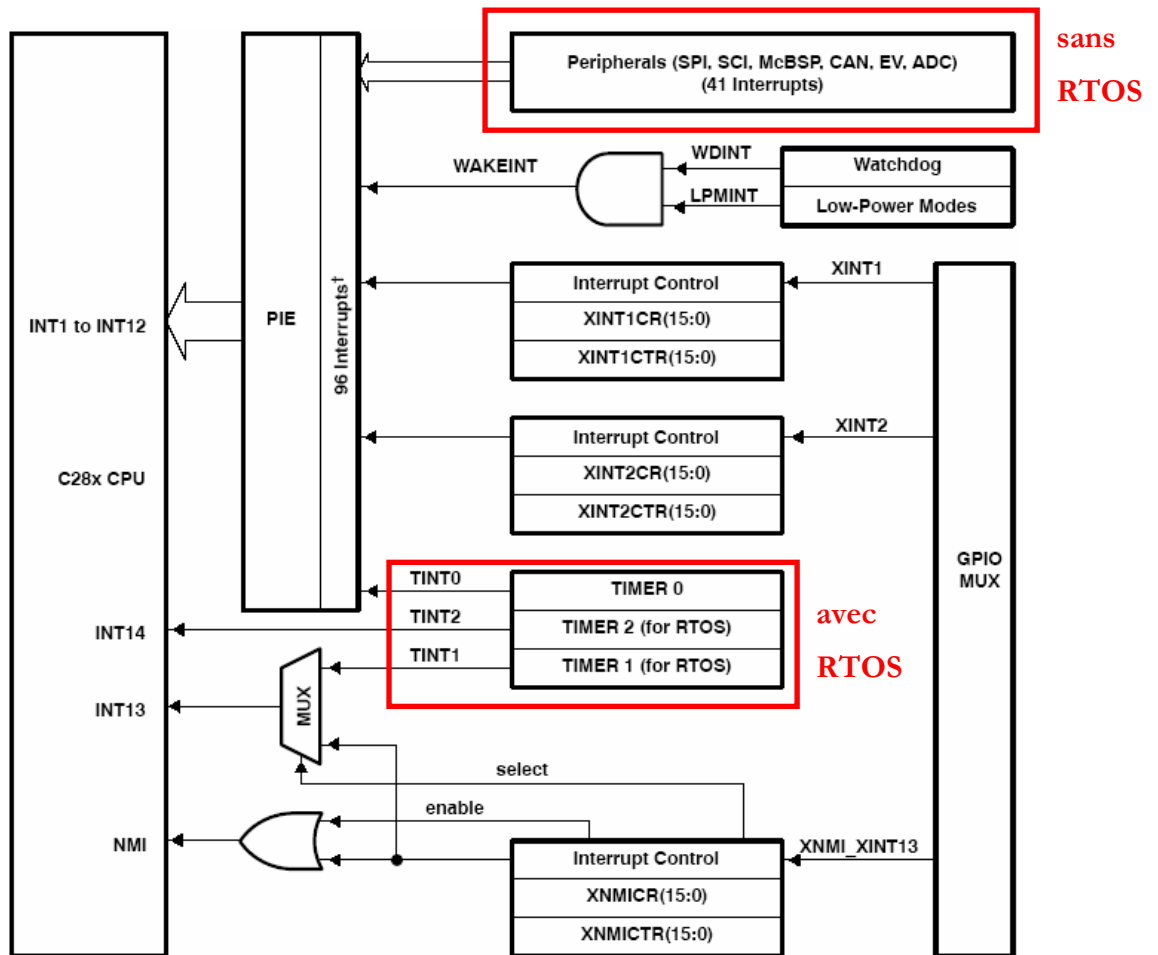 sans
RTOS
Peripherals (SPI, SCI, McBSP, CAN, EV, ADC)
(41 Interrupts)
WAKEINT
WDINT
LPMINT
Watchdog
Low-Power Modes
INT1 to INT12
PIE
96 Interrupts†
Interrupt Control
XINT1CR(15:0)
XINT1CTR(15:0)
XINT1
Interrupt Control
XINT2CR(15:0)
XINT2CTR(15:0)
XINT2
C28x CPU
GPIO
MUX
TINT0
TIMER 0
INT14
TINT2
TIMER 2 (for RTOS)
TINT1
TIMER 1 (for RTOS)
avec
RTOS
INT13
MUX
select
enable
NMI
Interrupt Control
XNMICR(15:0)
XNMICTR(15:0)
XNMI_XINT13